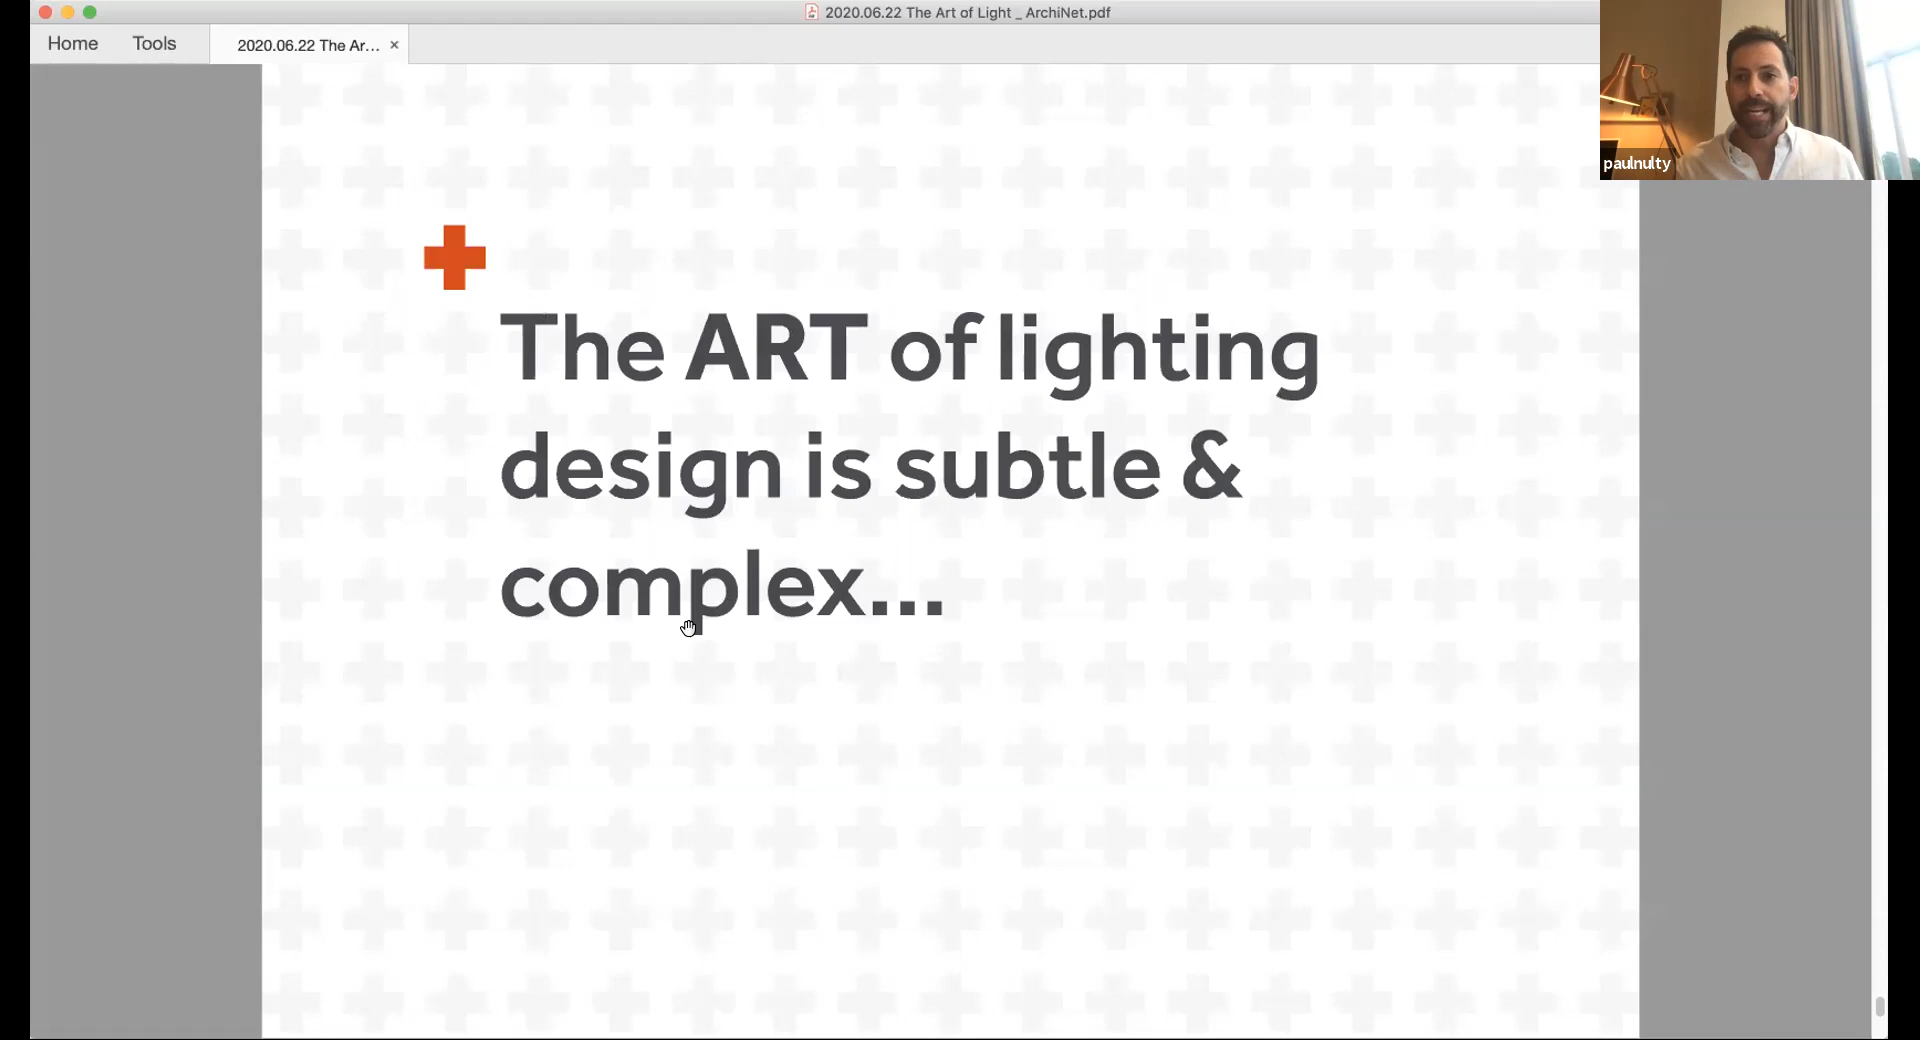 2020.06.22 The Art of Light _ ArchiNet.pdf
Home Tools 2020.06.22 The Ar... ×
paulnulty
The ART of lighting
design is subtle &
complex...